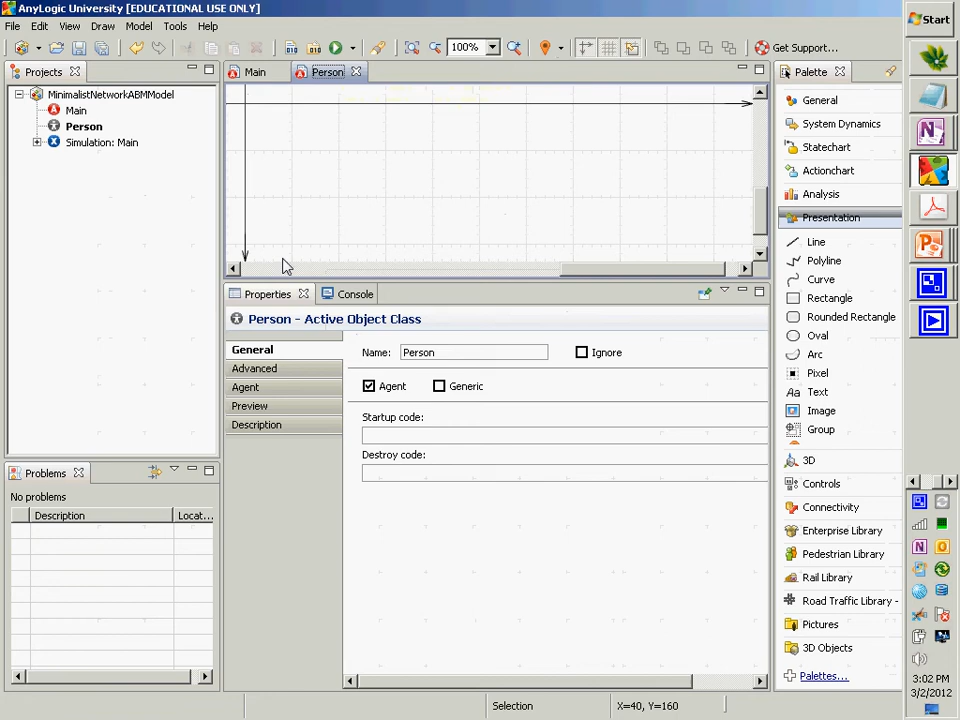 AnyLogic University [EDUCATIONAL USE ONLY]
File Edit View Draw Model Tools Help
100% Get Support...
Start
Projects
MinimalistNetworkABMModel
Main
Person
Simulation: Main
Main Person
Properties Console
Person - Active Object Class
General
Advanced
Agent
Preview
Description
Name: Person Ignore
Agent Generic
Startup code:
Destroy code:
Problems
No problems
Description Locat...
Palette
General
System Dynamics
Statechart
Actionchart
Analysis
Presentation
Line
Polyline
Curve
Rectangle
Rounded Rectangle
Oval
Arc
Pixel
Aa Text
Image
Group
3D
Controls
Connectivity
Enterprise Library
Pedestrian Library
Rail Library
Road Traffic Library -
Pictures
3D Objects
Palettes...
Selection X=40, Y=160
3:02 PM
3/2/2012